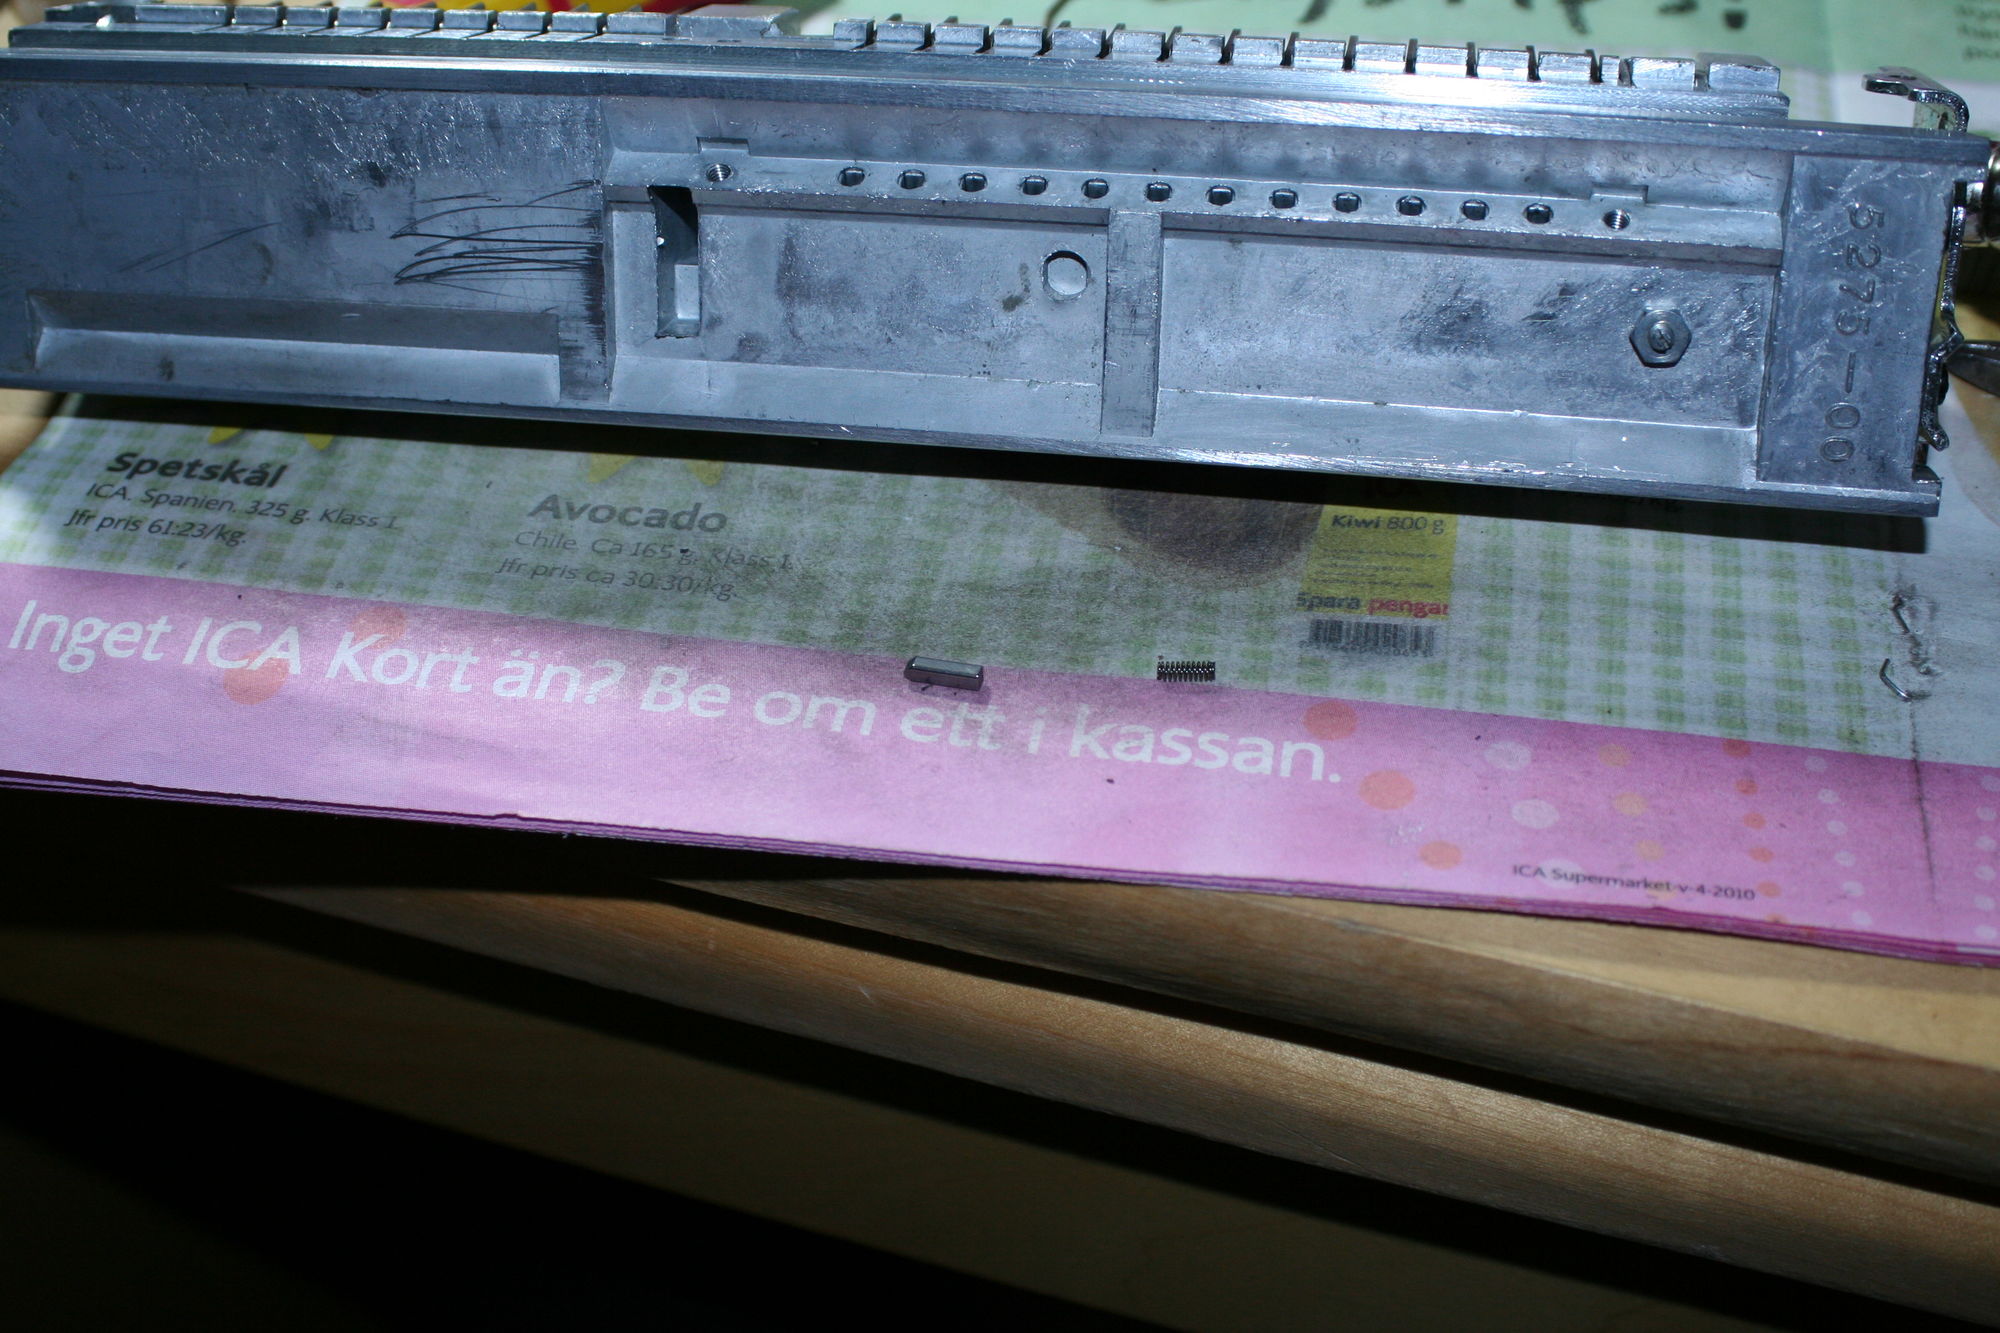 5275-00
Spetskål
ICA. Spanien. 325 g. Klass 1.
Jfr pris 61:23/kg.
Avocado
Chile. Ca 165 g. Klass 1.
Jfr pris ca 30:30/kg.
Kiwi 800 g
Spara pengar
Inget ICA Kort än? Be om ett i kassan.
ICA Supermarket-v-4-2010